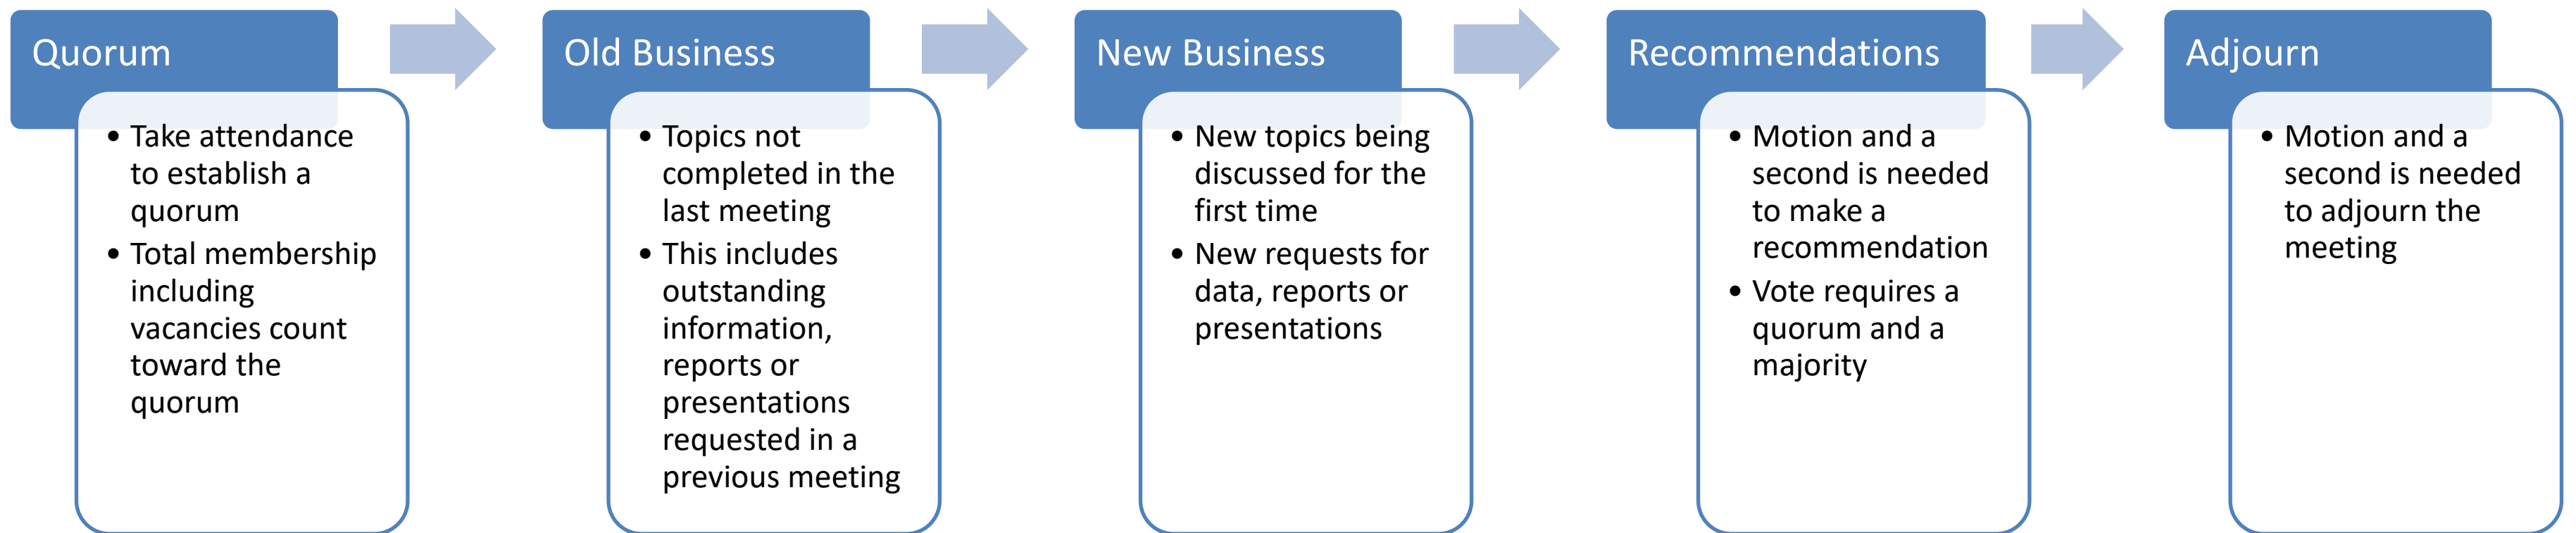 Quorum
• Take attendance
to establish a
quorum
• Total membership
including
vacancies count
toward the
quorum
Old Business
• Topics not
completed in the
last meeting
• This includes
outstanding
information,
reports or
presentations
requested in a
previous meeting
New Business
• New topics being
discussed for the
first time
• New requests for
data, reports or
presentations
Recommendations
• Motion and a
second is needed
to make a
recommendation
• Vote requires a
quorum and a
majority
Adjourn
• Motion and a
second is needed
to adjourn the
meeting